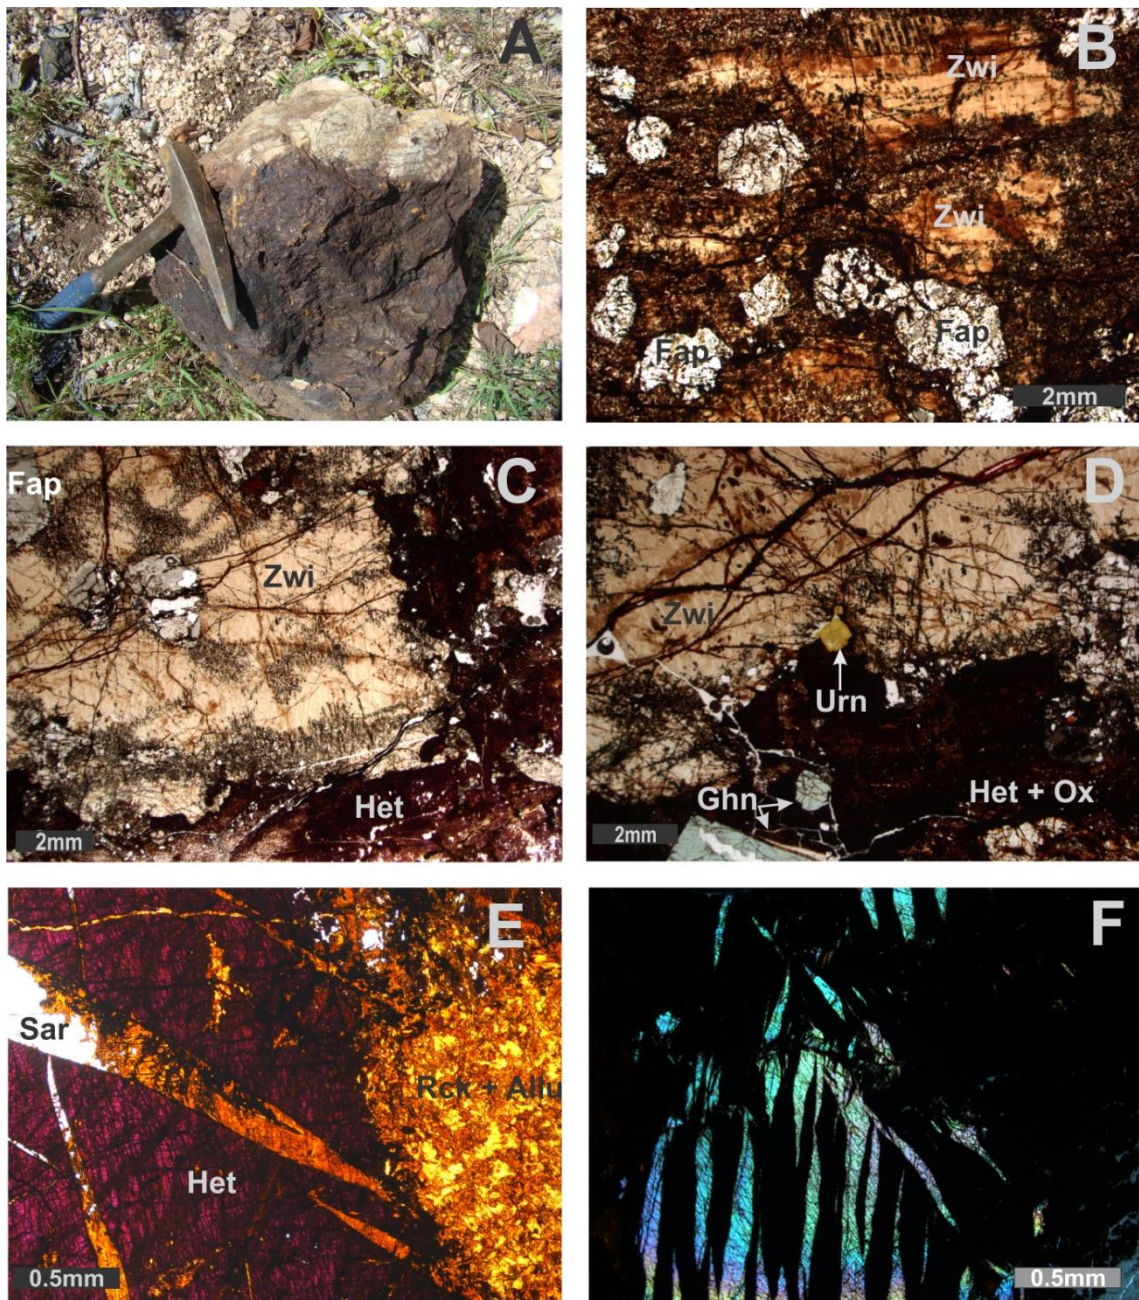 A
B
Zwi
Zwi
Fap
Fap
2mm
C
Fap
Zwi
Het
2mm
D
Zwi
Urn
Ghn
Het + Ox
2mm
E
Sar
Rck + Allu
Het
0.5mm
F
0.5mm